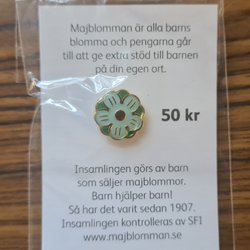 Majblomman är alla barns
blomma och pengarna går
till att ge extra stöd till barnen
på din egen ort.
50 kr
Insamlingen görs av barn
som säljer majblommor.
Barn hjälper barn!
Så har det varit sedan 1907.
Insamlingen kontrolleras av SFI
www.majblomman.se